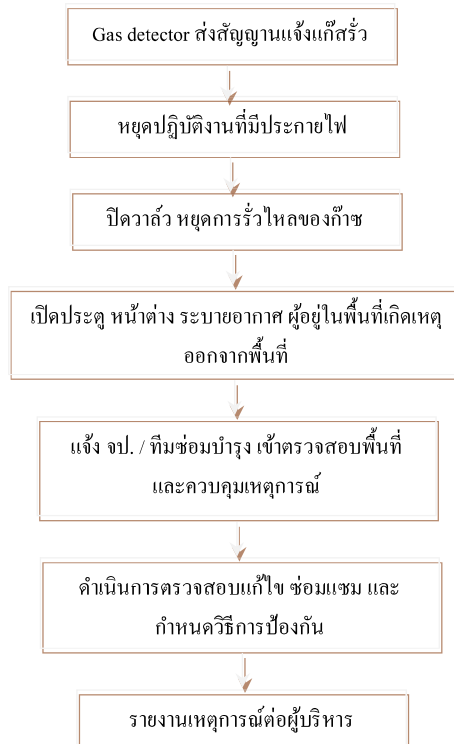 Gas detector ส่งสัญญานแจ้งแก๊สรั่ว
หยุดปฏิบัติงานที่มีประกายไฟ
ปิดวาล์ว หยุดการรั่วไหลของก๊าซ
เปิดประตู หน้าต่าง ระบายอากาศ ผู้อยู่ในพื้นที่เกิดเหตุ
ออกจากพื้นที่
แจ้ง จป. / ทีมซ่อมบำรุง เข้าตรวจสอบพื้นที่
และควบคุมเหตุการณ์
ดำเนินการตรวจสอบแก้ไข ซ่อมแซม และ
กำหนดวิธีการป้องกัน
รายงานเหตุการณ์ต่อผู้บริหาร